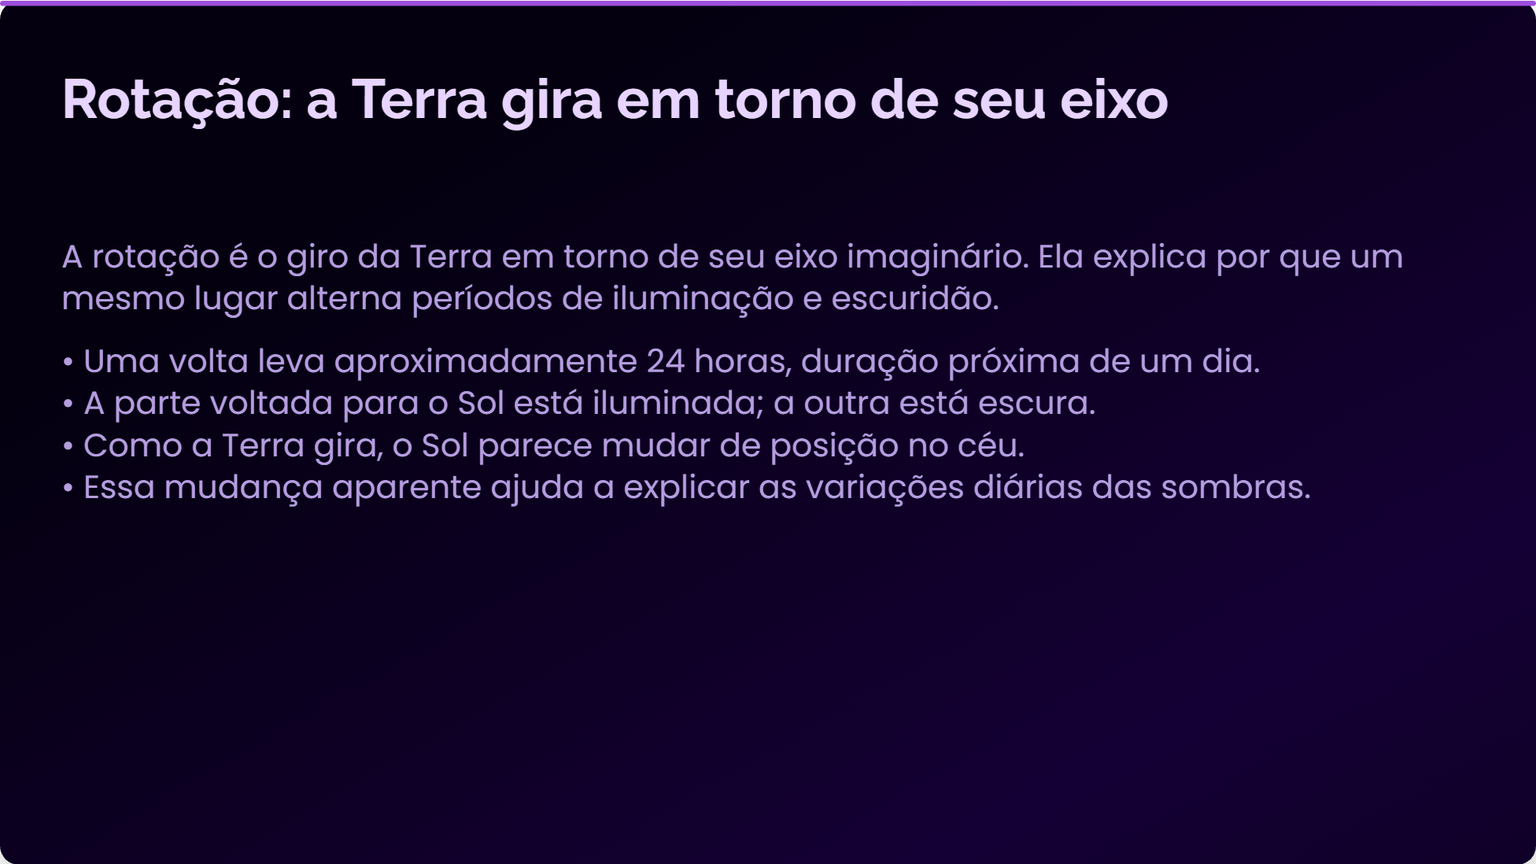 Rotação: a Terra gira em torno de seu eixo
A rotação é o giro da Terra em torno de seu eixo imaginário. Ela explica por que um
mesmo lugar alterna períodos de iluminação e escuridão.
• Uma volta leva aproximadamente 24 horas, duração próxima de um dia.
• A parte voltada para o Sol está iluminada; a outra está escura.
• Como a Terra gira, o Sol parece mudar de posição no céu.
• Essa mudança aparente ajuda a explicar as variações diárias das sombras.